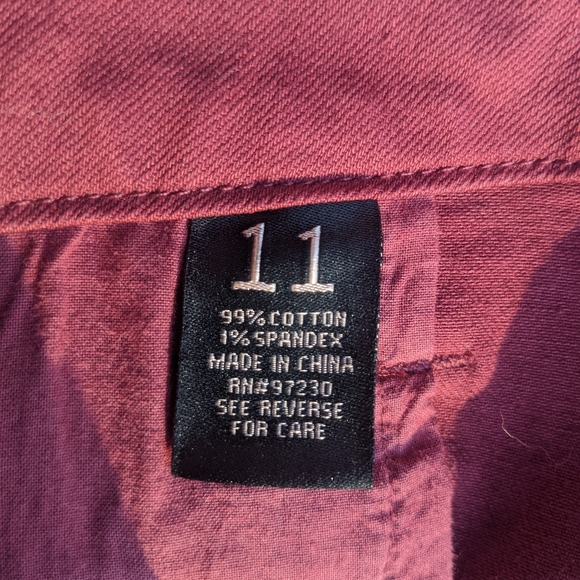 11
99% COTTON
1% SPANDEX
MADE IN CHINA
RN#97230
SEE REVERSE
FOR CARE